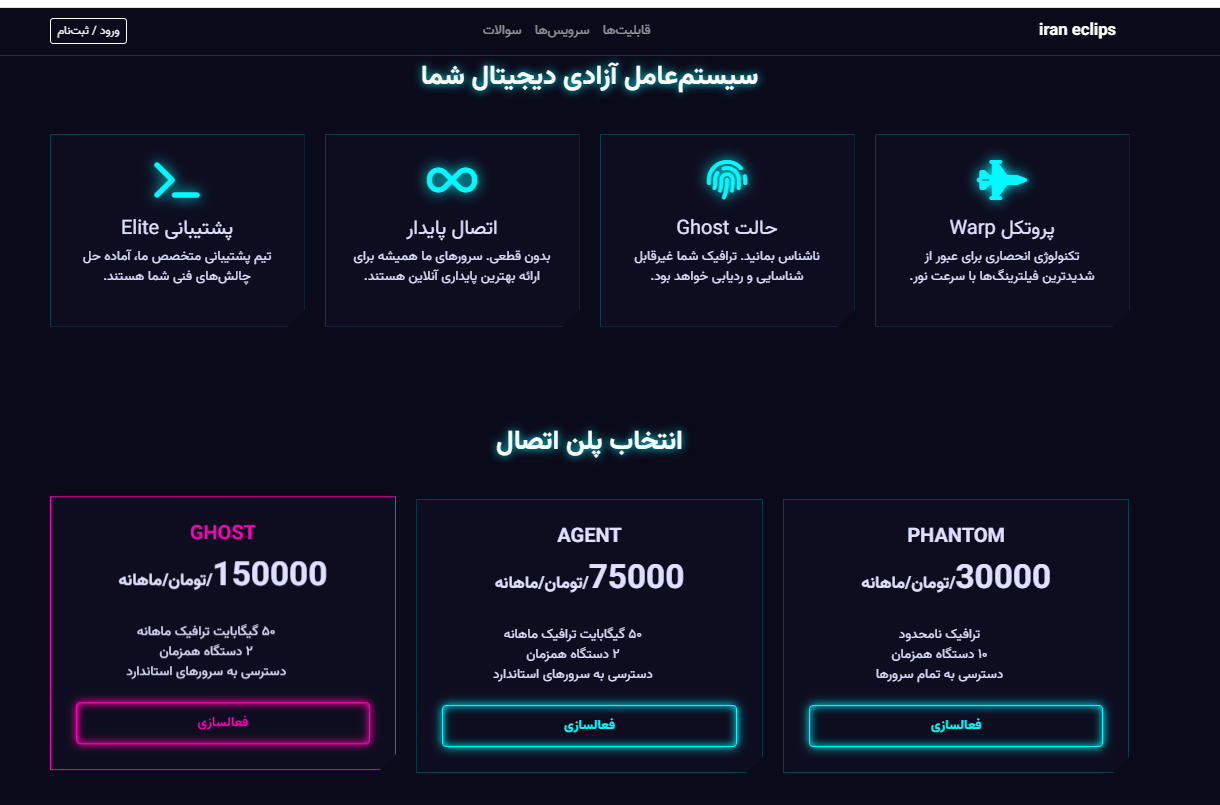 iran eclips
قابلیت‌ها سرویس‌ها سوالات
ورود / ثبت‌نام
سیستم‌عامل آزادی دیجیتال شما
پروتکل Warp
تکنولوژی انحصاری برای عبور از
شدیدترین فیلترینگ‌ها با سرعت نور.
حالت Ghost
ناشناس بمانید. ترافیک شما غیرقابل
شناسایی و ردیابی خواهد بود.
اتصال پایدار
بدون قطعی. سرورهای ما همیشه برای
ارائه بهترین پایداری آنلاین هستند.
پشتیبانی Elite
تیم پشتیبانی متخصص ما، آماده حل
چالش‌های فنی شما هستند.
انتخاب پلن اتصال
PHANTOM
30000/تومان/ماهانه
ترافیک نامحدود
۱۰ دستگاه همزمان
دسترسی به تمام سرورها
فعالسازی
AGENT
75000/تومان/ماهانه
۵۰ گیگابایت ترافیک ماهانه
۲ دستگاه همزمان
دسترسی به سرورهای استاندارد
فعالسازی
GHOST
150000/تومان/ماهانه
۵۰ گیگابایت ترافیک ماهانه
۲ دستگاه همزمان
دسترسی به سرورهای استاندارد
فعالسازی